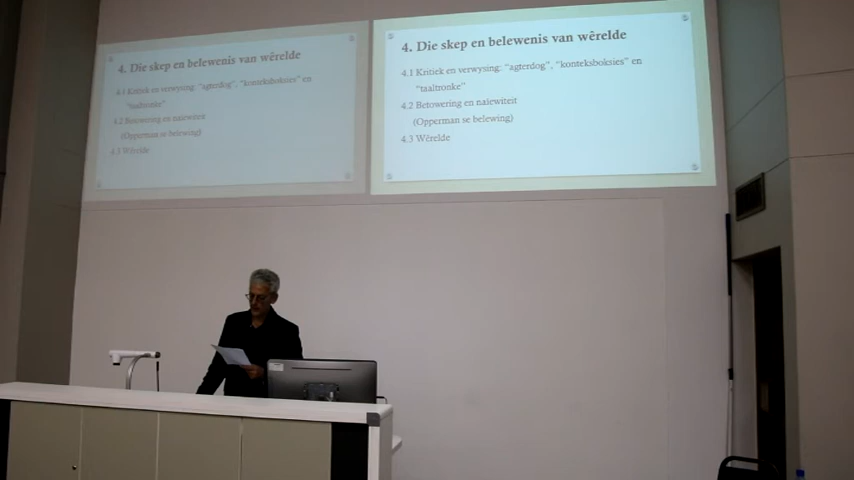 4. Die skep en belewenis van wêrelde
4.1 Kritiek en verwysing: “agterdog”, “konteksboksies” en
“taaltronke”
4.2 Betowering en naïewiteit
(Opperman se belewing)
4.3 Wêrelde
4. Die skep en belewenis van wêrelde
4.1 Kritiek en verwysing: “agterdog”, “konteksboksies” en
“taaltronke”
4.2 Betowering en naïewiteit
(Opperman se belewing)
4.3 Wêrelde